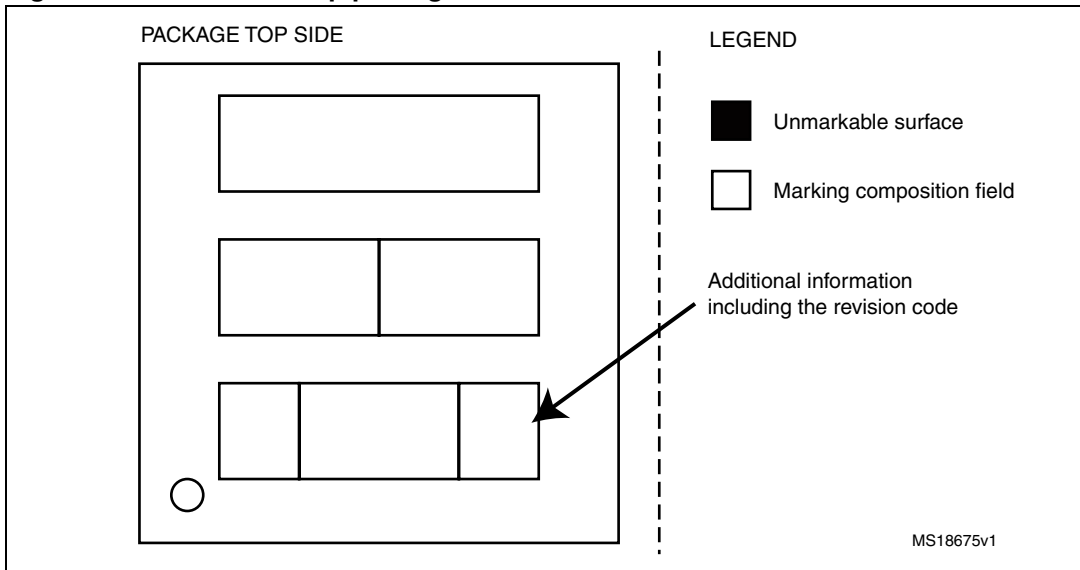 PACKAGE TOP SIDE
LEGEND
Unmarkable surface
Marking composition field
Additional information
including the revision code
MS18675v1